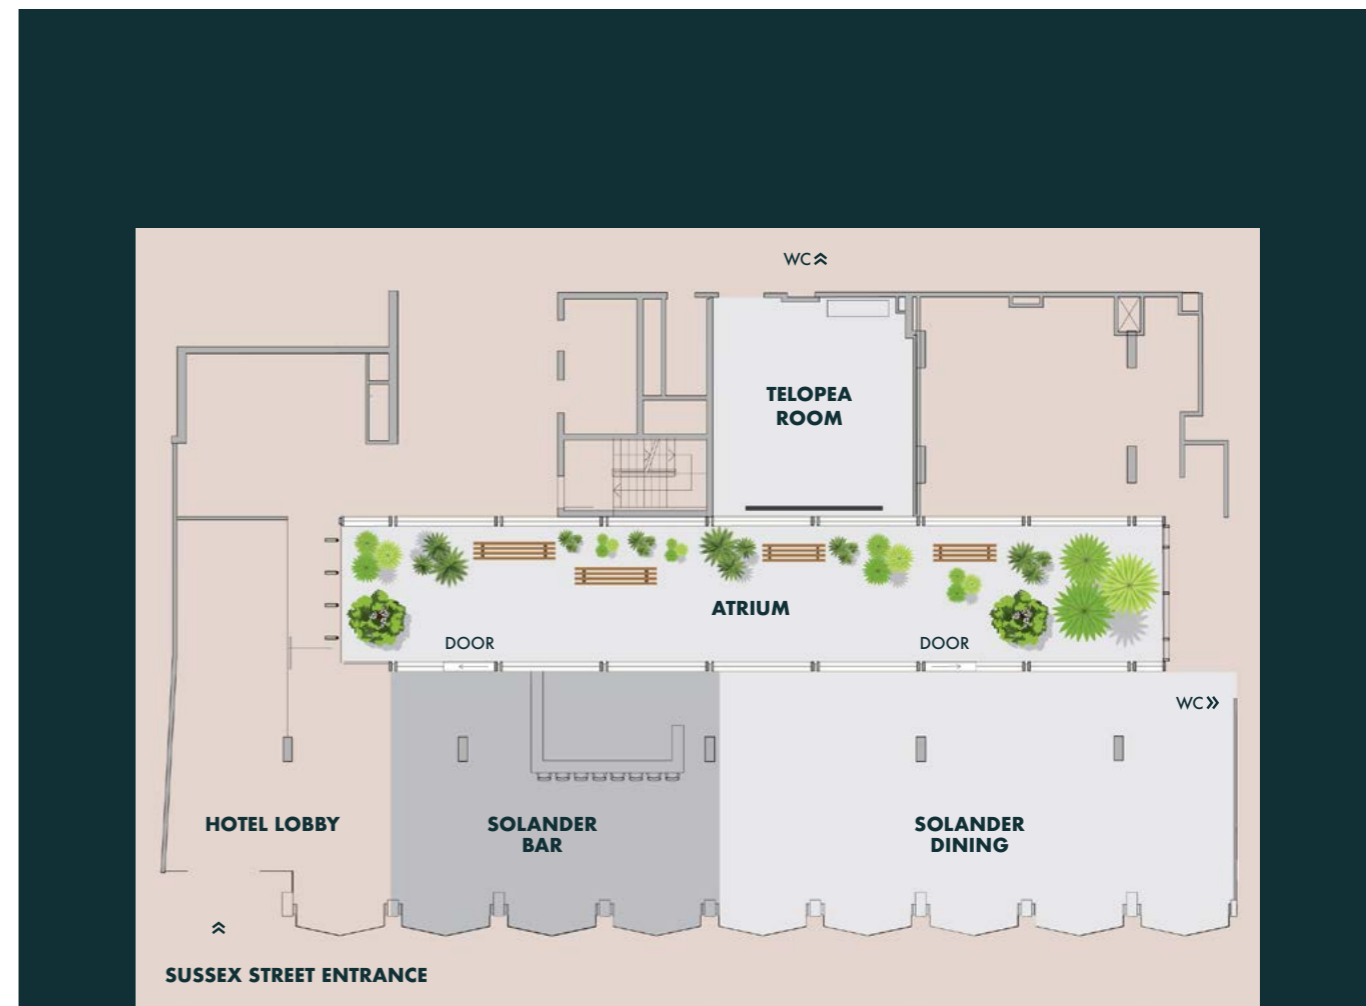 WC
TELOPEA
ROOM
ATRIUM
DOOR
DOOR
WC
HOTEL LOBBY
SOLANDER
BAR
SOLANDER
DINING
SUSSEX STREET ENTRANCE